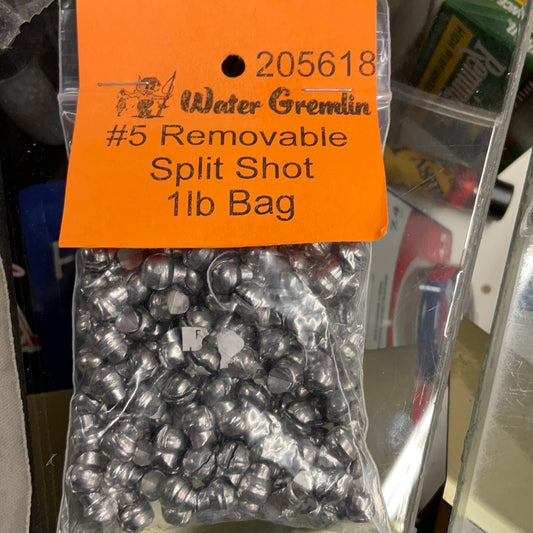 205618
Water Gremlin
#5 Removable
Split Shot
1lb Bag
F